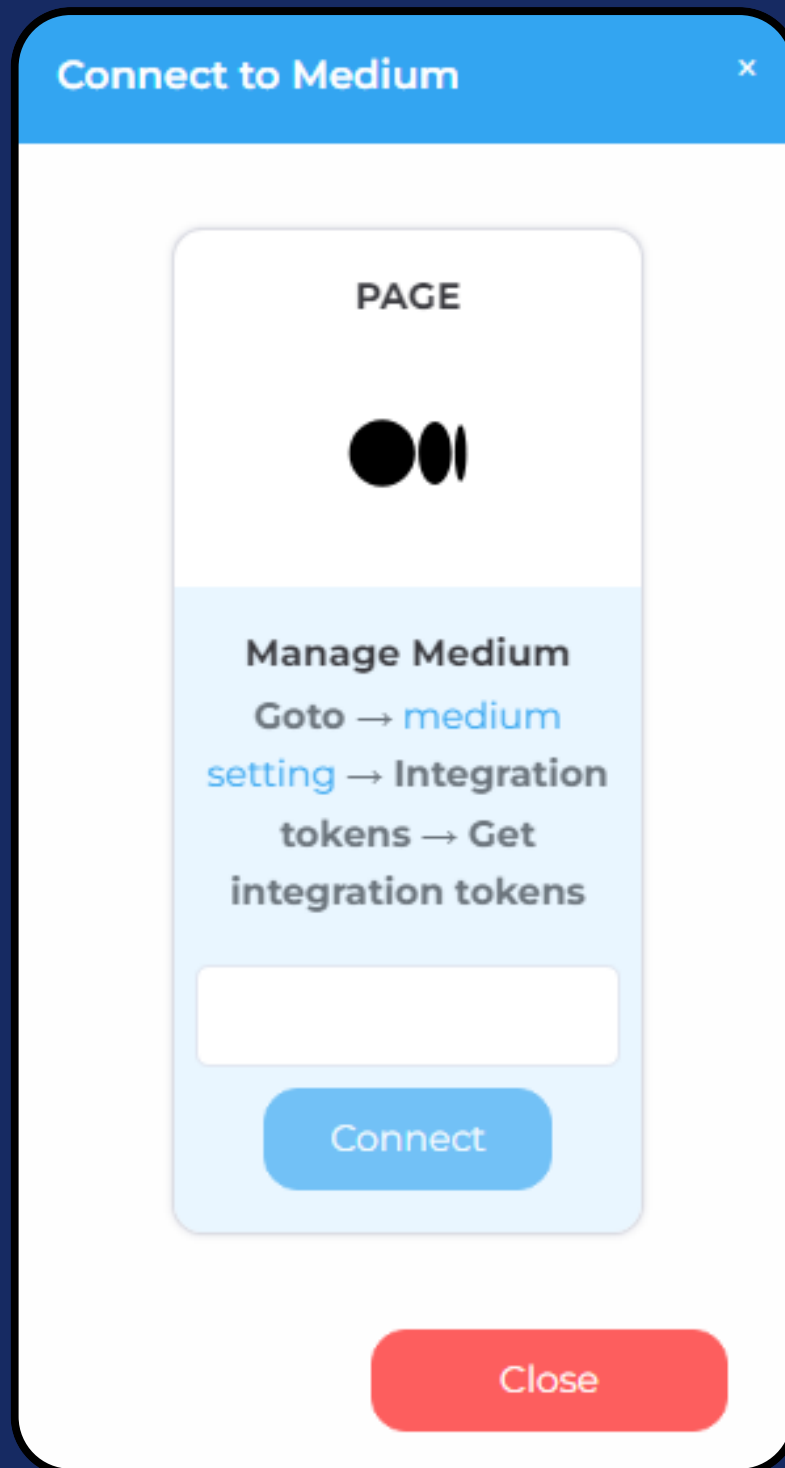 Connect to Medium ×
PAGE
Manage Medium
Goto → medium
setting → Integration
tokens → Get
integration tokens
Connect
Close